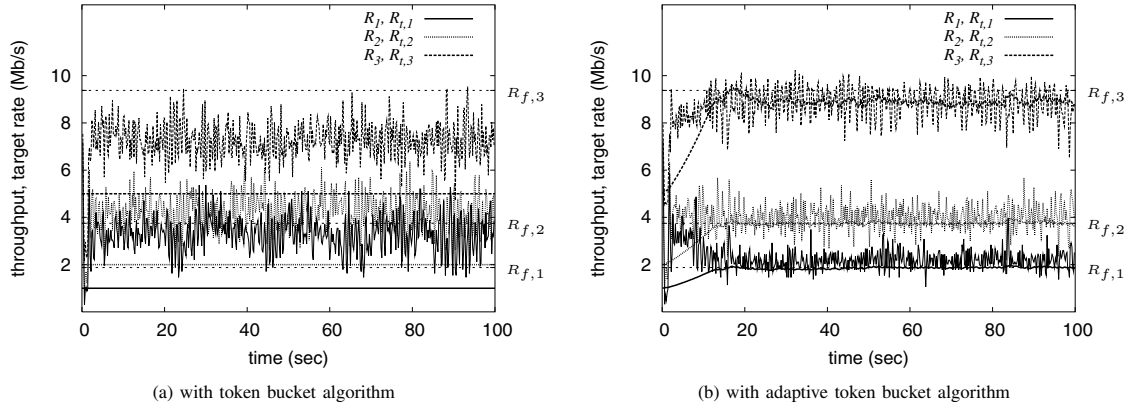 throughput, target rate (Mb/s)
R1, Rt,1
R2, Rt,2
R3, Rt,3
10
8
6
4
2
0 20 40 60 80 100
time (sec)
Rf,3
Rf,2
Rf,1
(a) with token bucket algorithm
throughput, target rate (Mb/s)
R1, Rt,1
R2, Rt,2
R3, Rt,3
10
8
6
4
2
0 20 40 60 80 100
time (sec)
Rf,3
Rf,2
Rf,1
(b) with adaptive token bucket algorithm